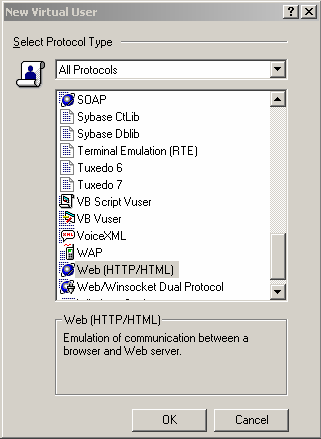 New Virtual User
Select Protocol Type
All Protocols
SOAP
Sybase CtLib
Sybase Dblib
Terminal Emulation (RTE)
Tuxedo 6
Tuxedo 7
VB Script Vuser
VB Vuser
VoiceXML
WAP
Web (HTTP/HTML)
Web/Winsocket Dual Protocol
Web (HTTP/HTML)
Emulation of communication between a
browser and Web server.
OK
Cancel